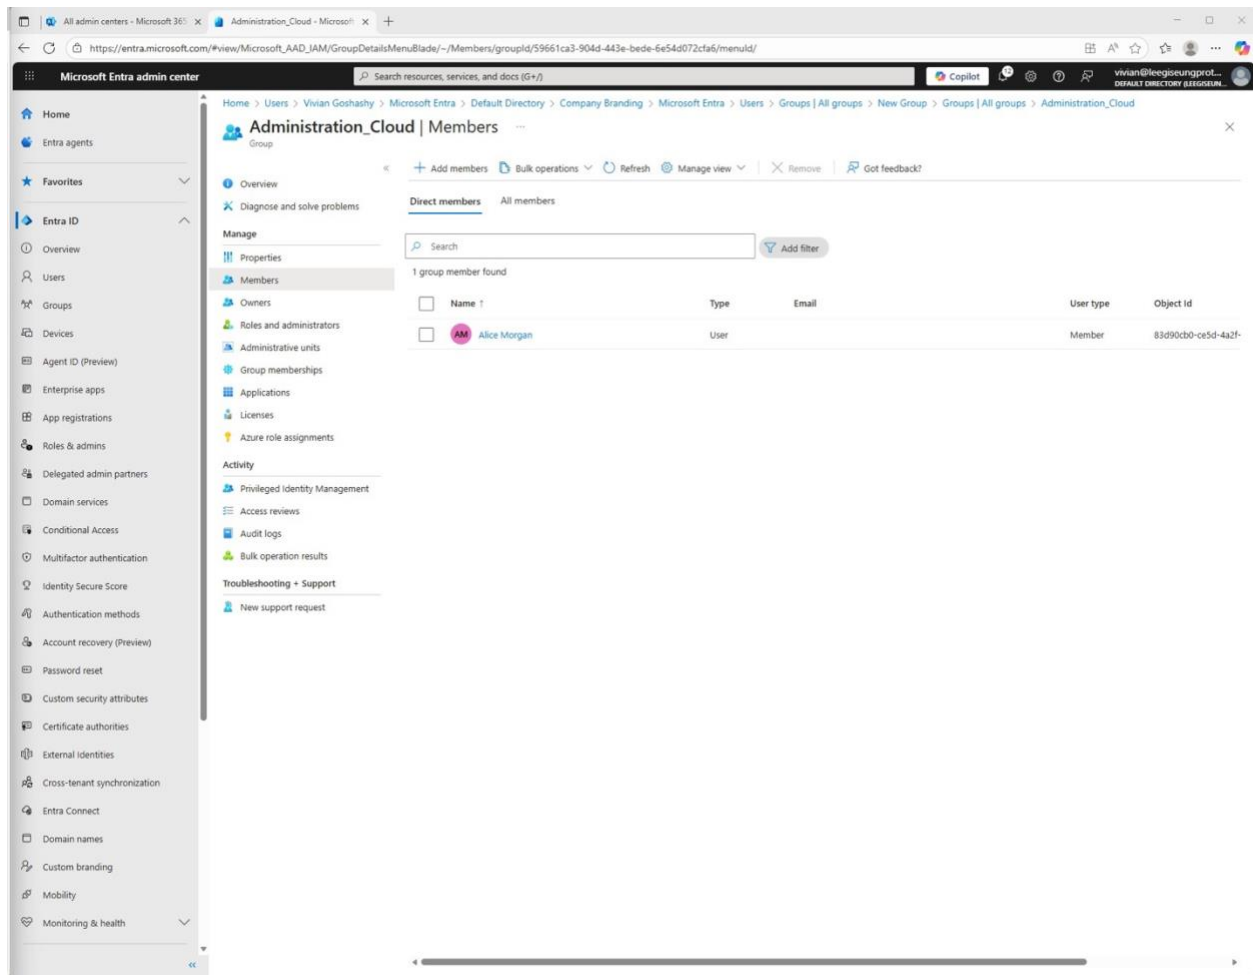 All admin centers - Microsoft 365
Administration_Cloud - Microsoft
https://entra.microsoft.com/#view/Microsoft_AAD_IAM/GroupDetailsMenuBlade/~/Members/groupId/59661ca3-904d-443e-bede-6e54d072cfa6/menuId/
Microsoft Entra admin center
Search resources, services, and docs (G+/)
Copilot
12
vivian@leegiseungprot...
DEFAULT DIRECTORY (LEEGISEUN...
Home > Users > Vivian Goshashy > Microsoft Entra > Default Directory > Company Branding > Microsoft Entra > Users > Groups | All groups > New Group > Groups | All groups > Administration_Cloud
Administration_Cloud | Members ...
Group
Home
Entra agents
Favorites
Entra ID
Overview
Users
Groups
Devices
Agent ID (Preview)
Enterprise apps
App registrations
Roles & admins
Delegated admin partners
Domain services
Conditional Access
Multifactor authentication
Identity Secure Score
Authentication methods
Account recovery (Preview)
Password reset
Custom security attributes
Certificate authorities
External Identities
Cross-tenant synchronization
Entra Connect
Domain names
Custom branding
Mobility
Monitoring & health
Overview
Diagnose and solve problems
Manage
Properties
Members
Owners
Roles and administrators
Administrative units
Group memberships
Applications
Licenses
Azure role assignments
Activity
Privileged Identity Management
Access reviews
Audit logs
Bulk operation results
Troubleshooting + Support
New support request
Add members Bulk operations Refresh Manage view Remove Got feedback?
Direct members All members
Search
Add filter
1 group member found
Name ↑ Type Email User type Object Id
AM Alice Morgan User Member 83d90cb0-ce5d-4a2f-